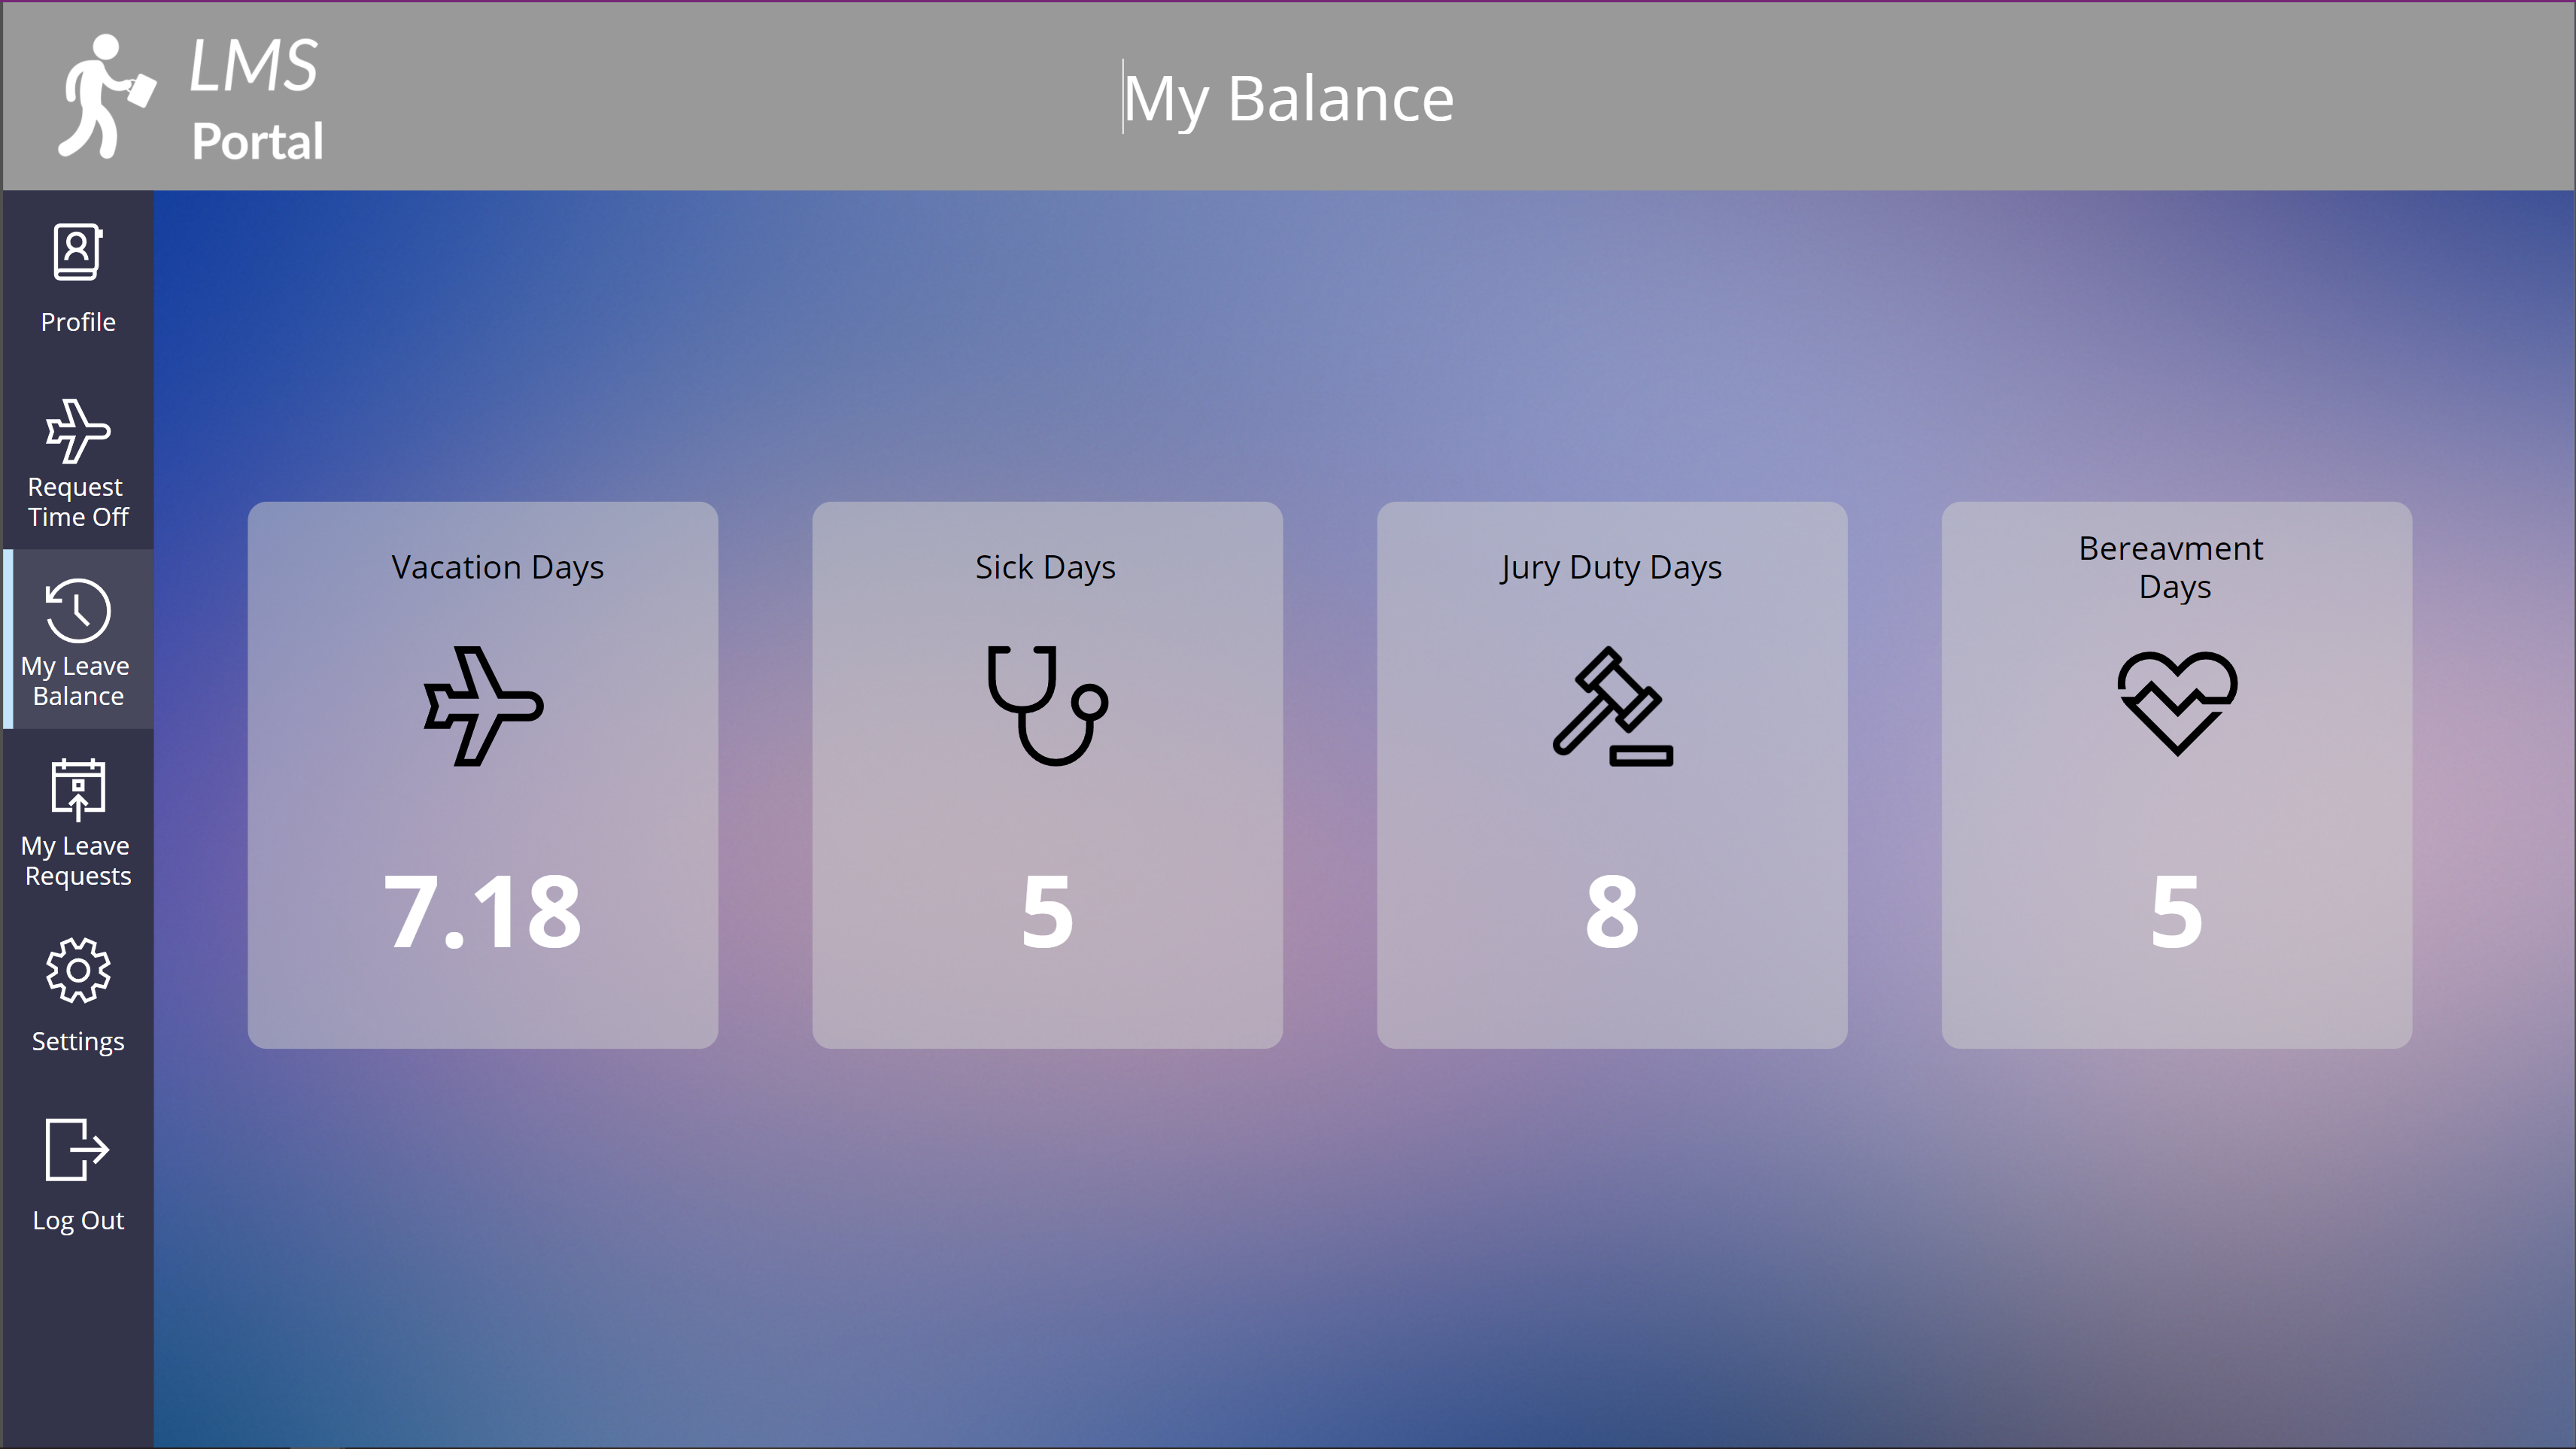 LMS
Portal
My Balance
Profile
Request
Time Off
My Leave
Balance
My Leave
Requests
Settings
Log Out
Vacation Days
7.18
Sick Days
5
Jury Duty Days
8
Bereavment
Days
5